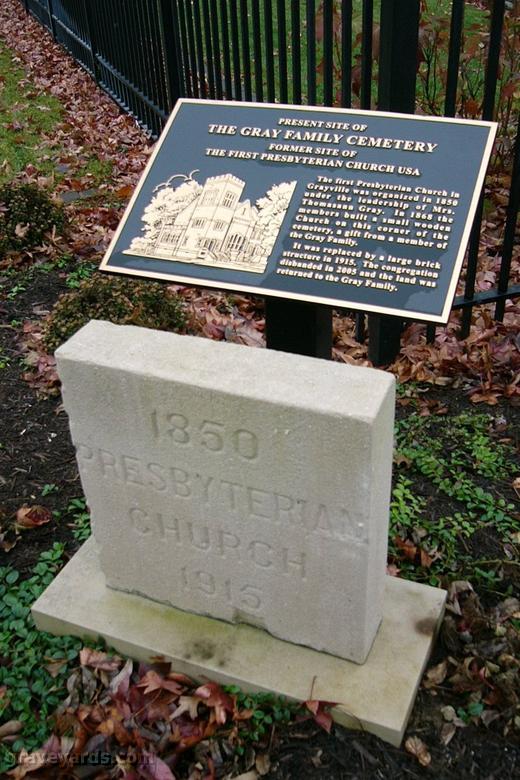 PRESENT SITE OF
THE GRAY FAMILY CEMETERY
FORMER SITE OF
THE FIRST PRESBYTERIAN CHURCH USA
The first Presbyterian Church in
Grayville was organized in 1850
under the leadership of Mrs.
Thomas Gray. In 1868 the
members built a small wooden
Church on this corner of the
cemetery, a gift from a member of
the Gray Family.
It was replaced by a large brick
structure in 1915. The congregation
disbanded in 2005 and the land was
returned to the Gray Family.
1850
PRESBYTERIAN
CHURCH
1915
graveyards.com